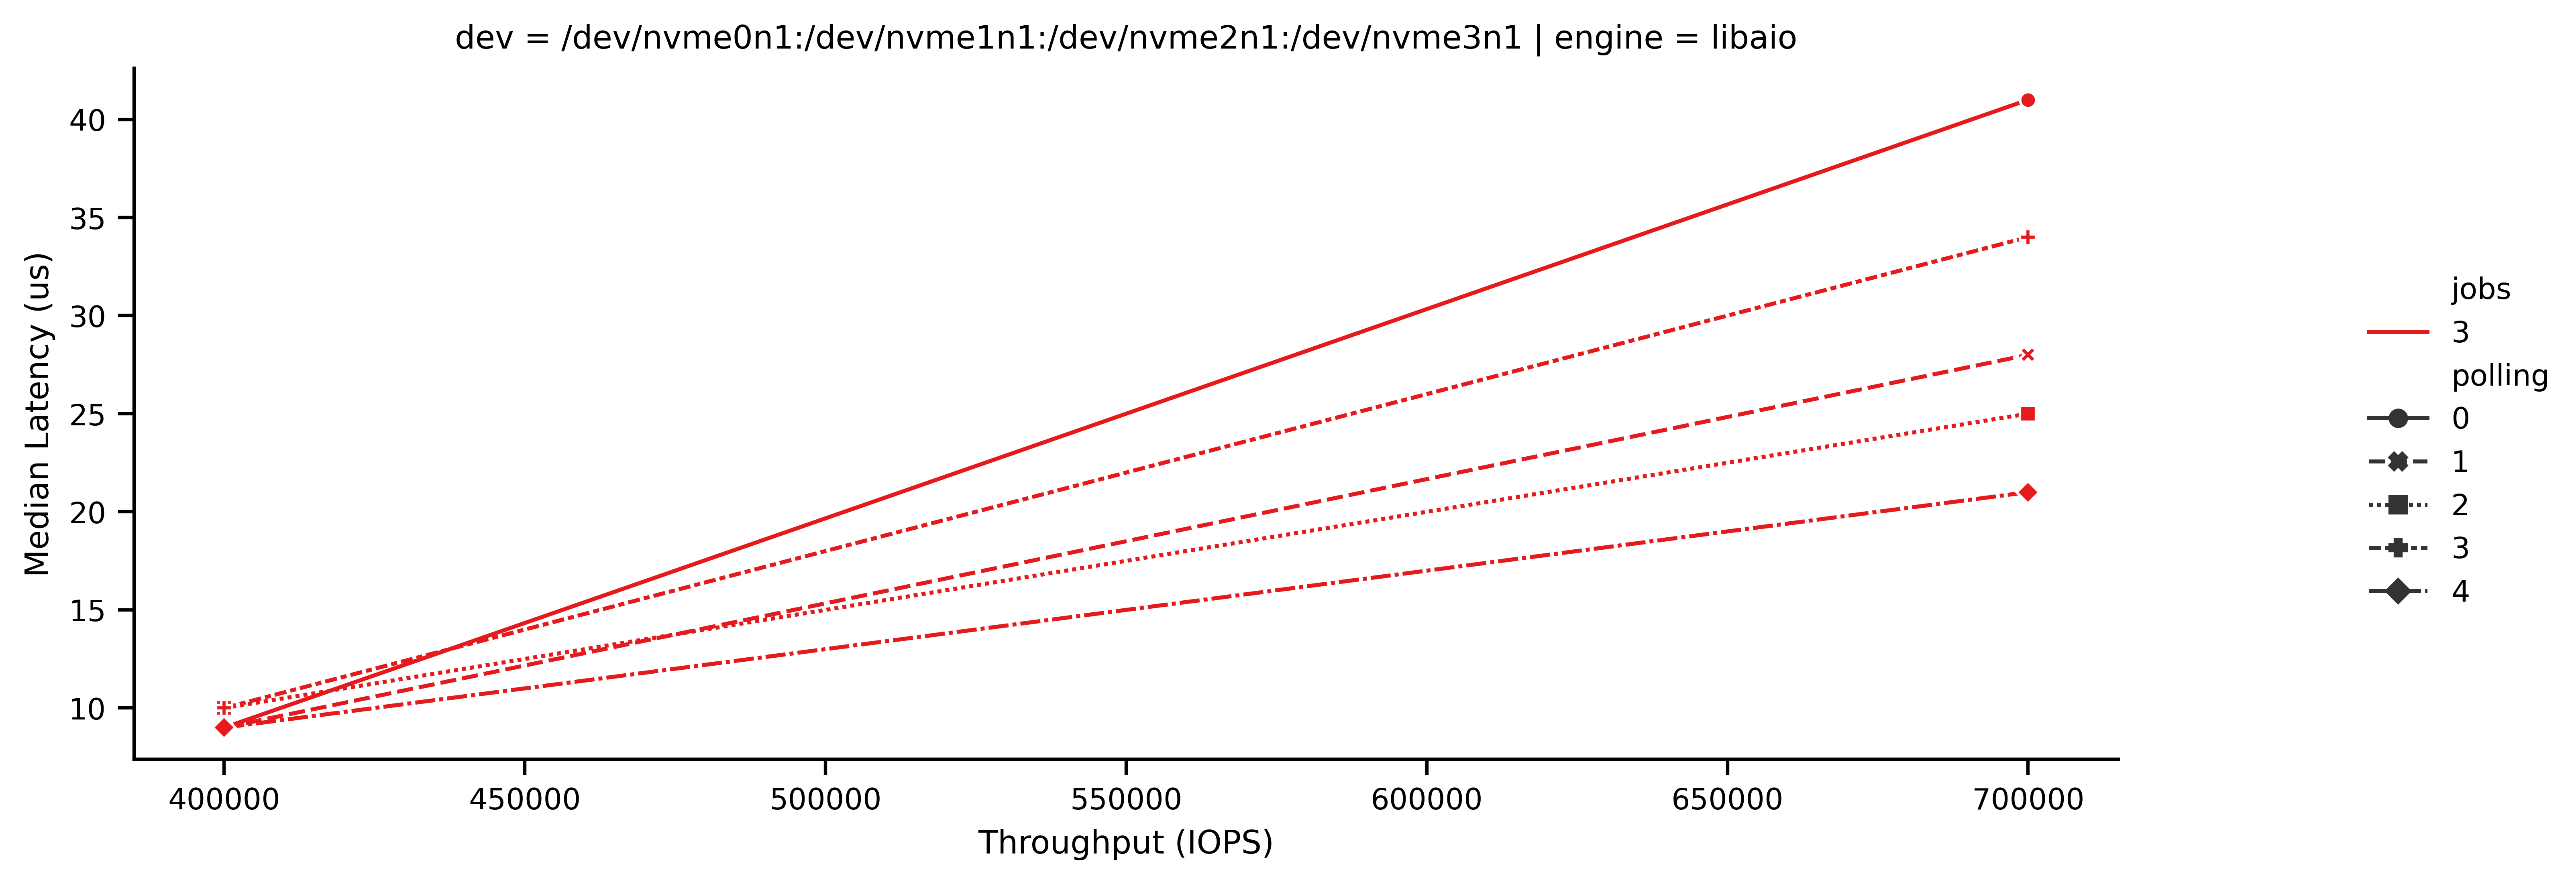 dev = /dev/nvme0n1:/dev/nvme1n1:/dev/nvme2n1:/dev/nvme3n1 | engine = libaio
Median Latency (us)
40
35
30
25
20
15
10
400000 450000 500000 550000 600000 650000 700000
Throughput (IOPS)
jobs
3
polling
0
1
2
3
4